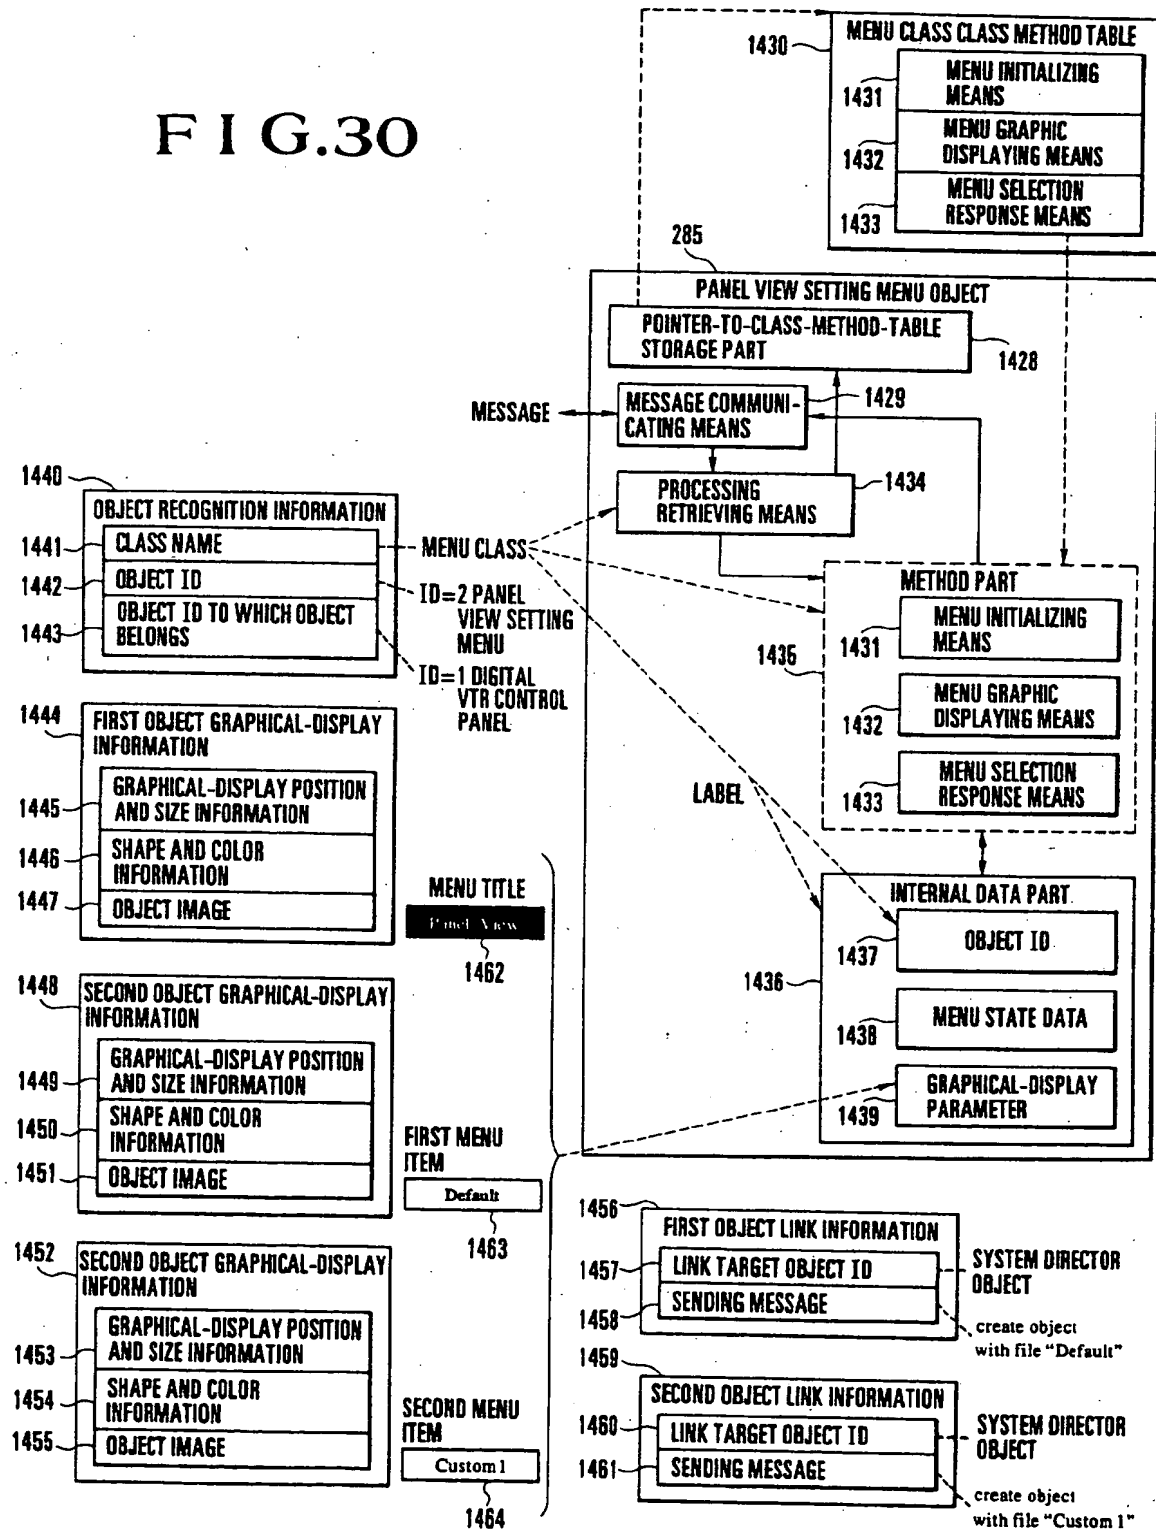 FIG.30
1430
MENU CLASS CLASS METHOD TABLE
1431
MENU INITIALIZING
MEANS
1432
MENU GRAPHIC
DISPLAYING MEANS
1433
MENU SELECTION
RESPONSE MEANS
285
PANEL VIEW SETTING MENU OBJECT
POINTER-TO-CLASS-METHOD-TABLE
STORAGE PART
1428
MESSAGE
MESSAGE COMMUNI-
CATING MEANS
1429
PROCESSING
RETRIEVING MEANS
1434
METHOD PART
1435
1431
MENU INITIALIZING
MEANS
1432
MENU GRAPHIC
DISPLAYING MEANS
1433
MENU SELECTION
RESPONSE MEANS
LABEL
INTERNAL DATA PART
1436
1437
OBJECT ID
1438
MENU STATE DATA
1439
GRAPHICAL-DISPLAY
PARAMETER
1440
OBJECT RECOGNITION INFORMATION
1441
CLASS NAME
MENU CLASS
1442
OBJECT ID
ID=2 PANEL
VIEW SETTING
MENU
1443
OBJECT ID TO WHICH OBJECT
BELONGS
ID=1 DIGITAL
VTR CONTROL
PANEL
1444
FIRST OBJECT GRAPHICAL-DISPLAY
INFORMATION
1445
GRAPHICAL-DISPLAY POSITION
AND SIZE INFORMATION
1446
SHAPE AND COLOR
INFORMATION
1447
OBJECT IMAGE
MENU TITLE
Panel View
1462
1448
SECOND OBJECT GRAPHICAL-DISPLAY
INFORMATION
1449
GRAPHICAL-DISPLAY POSITION
AND SIZE INFORMATION
1450
SHAPE AND COLOR
INFORMATION
1451
OBJECT IMAGE
FIRST MENU
ITEM
Default
1463
1452
SECOND OBJECT GRAPHICAL-DISPLAY
INFORMATION
1453
GRAPHICAL-DISPLAY POSITION
AND SIZE INFORMATION
1454
SHAPE AND COLOR
INFORMATION
1455
OBJECT IMAGE
SECOND MENU
ITEM
Custom1
1464
1456
FIRST OBJECT LINK INFORMATION
1457
LINK TARGET OBJECT ID
SYSTEM DIRECTOR
OBJECT
1458
SENDING MESSAGE
create object
with file "Default"
1459
SECOND OBJECT LINK INFORMATION
1460
LINK TARGET OBJECT ID
SYSTEM DIRECTOR
OBJECT
1461
SENDING MESSAGE
create object
with file "Custom 1"